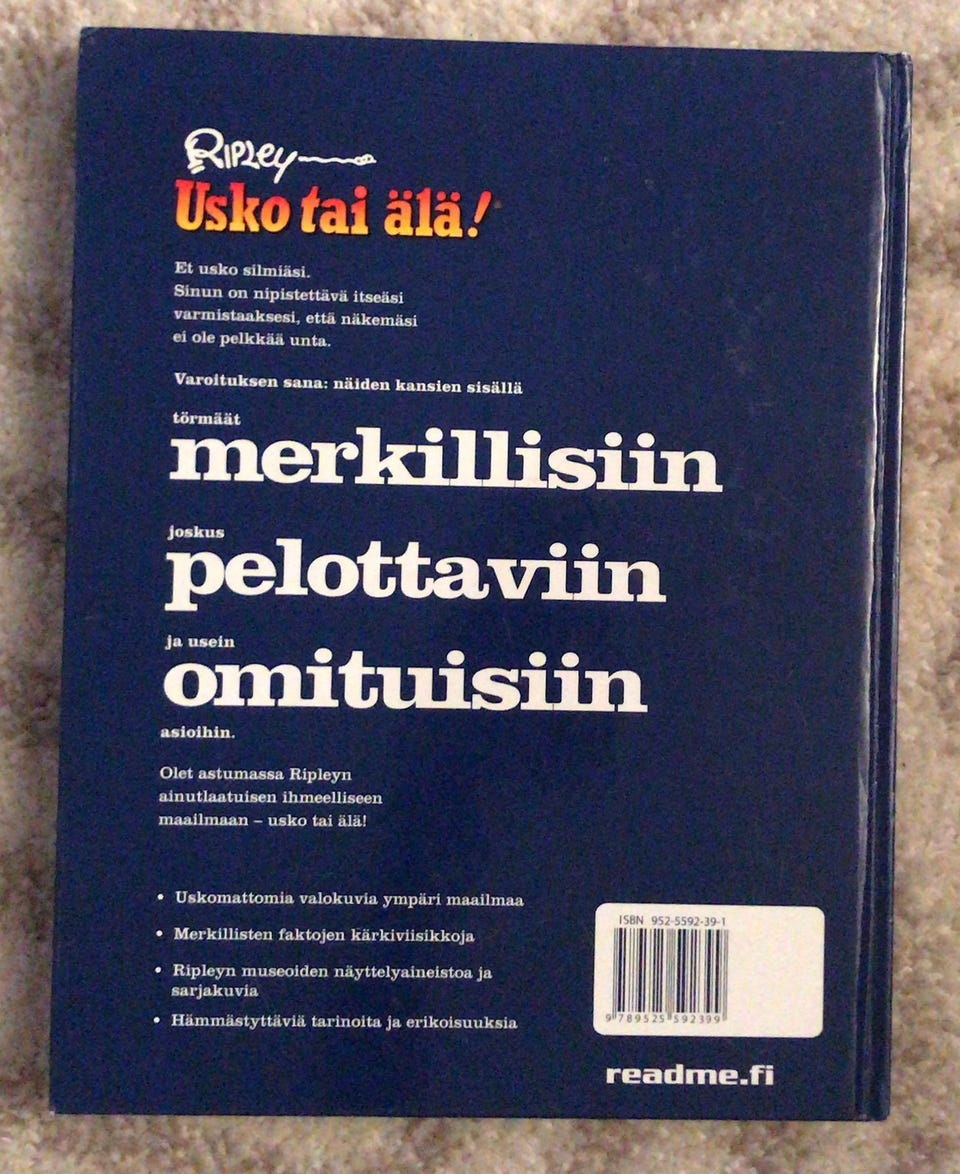 RIPLEY
Usko tai älä!
Et usko silmiäsi.
Sinun on nipistettävä itseäsi
varmistaaksesi, että näkemäsi
ei ole pelkkää unta.
Varoituksen sana: näiden kansien sisällä
törmäät
merkillisiin
joskus
pelottaviin
ja usein
omituisiin
asioihin.
Olet astumassa Ripleyn
ainutlaatuisen ihmeelliseen
maailmaan – usko tai älä!
• Uskomattomia valokuvia ympäri maailmaa
• Merkillisten faktojen kärkiviisikkoja
• Ripleyn museoiden näyttelyaineistoa ja
sarjakuvia
• Hämmästyttäviä tarinoita ja erikoisuuksia
ISBN 952-5592-39-1
9 789525 592399
readme.fi